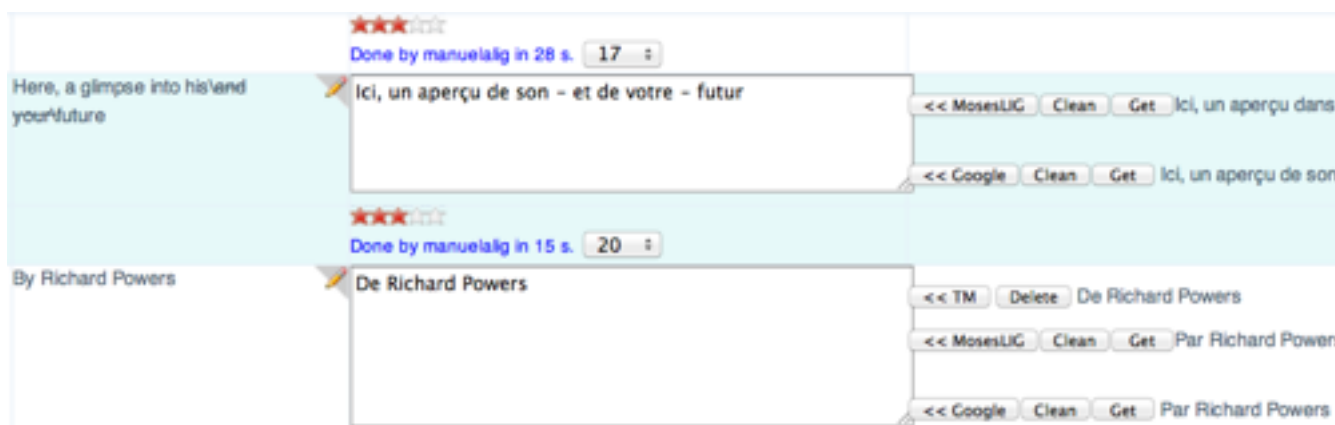 Done by manuelalig in 28 s. 17
Here, a glimpse into his\and
your\future
Ici, un aperçu de son – et de votre – futur
<< MosesLIG Clean Get Ici, un aperçu dans
<< Google Clean Get Ici, un aperçu de son
Done by manuelalig in 15 s. 20
By Richard Powers
De Richard Powers
<< TM Delete De Richard Powers
<< MosesLIG Clean Get Par Richard Power
<< Google Clean Get Par Richard Powers